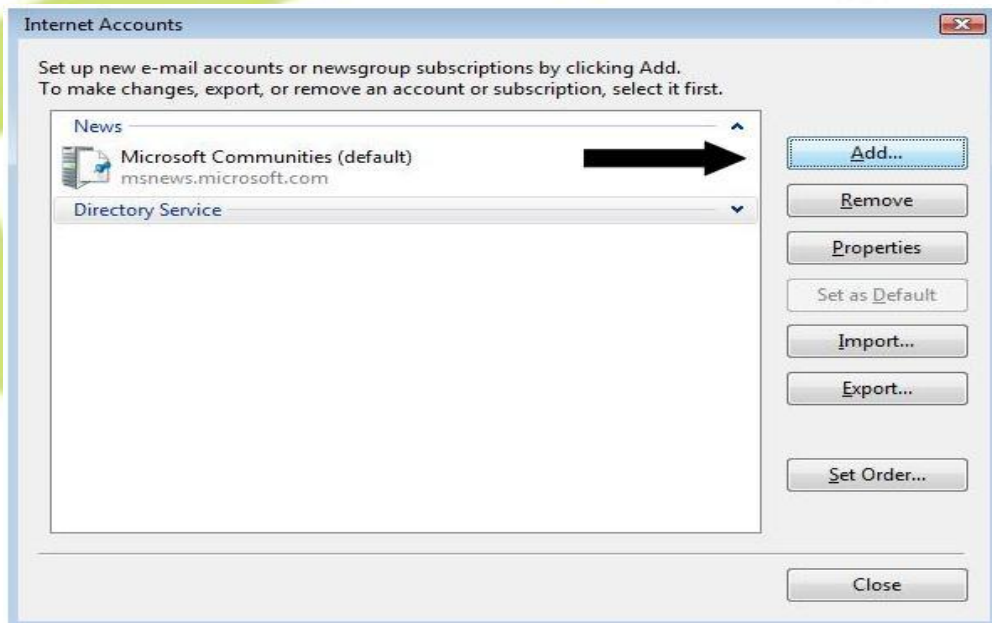 Internet Accounts
Set up new e-mail accounts or newsgroup subscriptions by clicking Add.
To make changes, export, or remove an account or subscription, select it first.
News
Microsoft Communities (default)
msnews.microsoft.com
Directory Service
Add...
Remove
Properties
Set as Default
Import...
Export...
Set Order...
Close